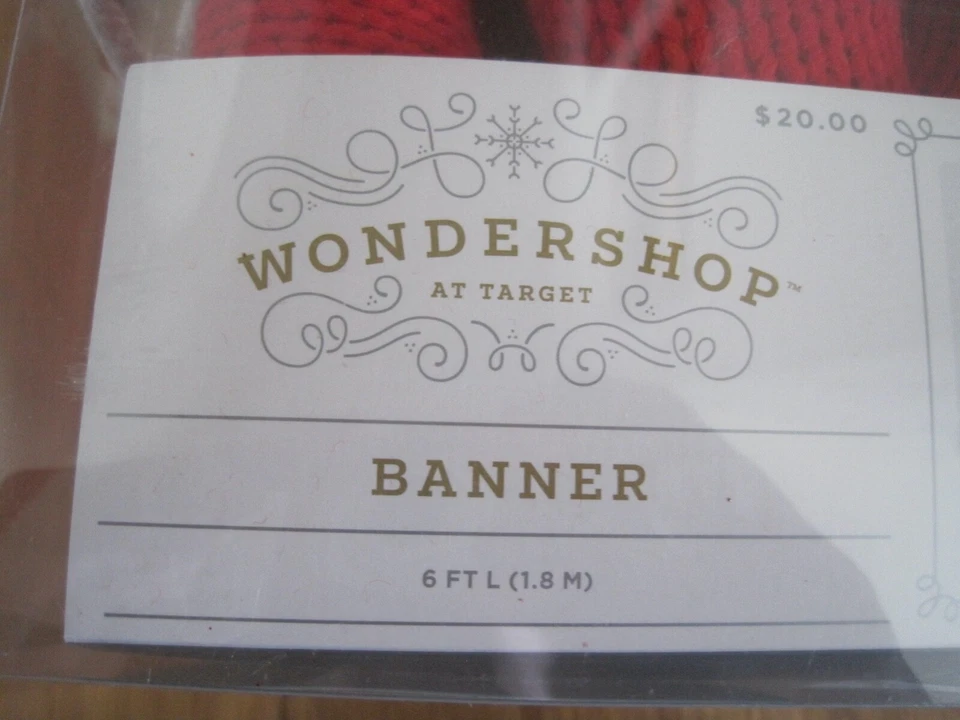 $20.00
WONDERSHOP™
AT TARGET
BANNER
6 FT L (1.8 M)